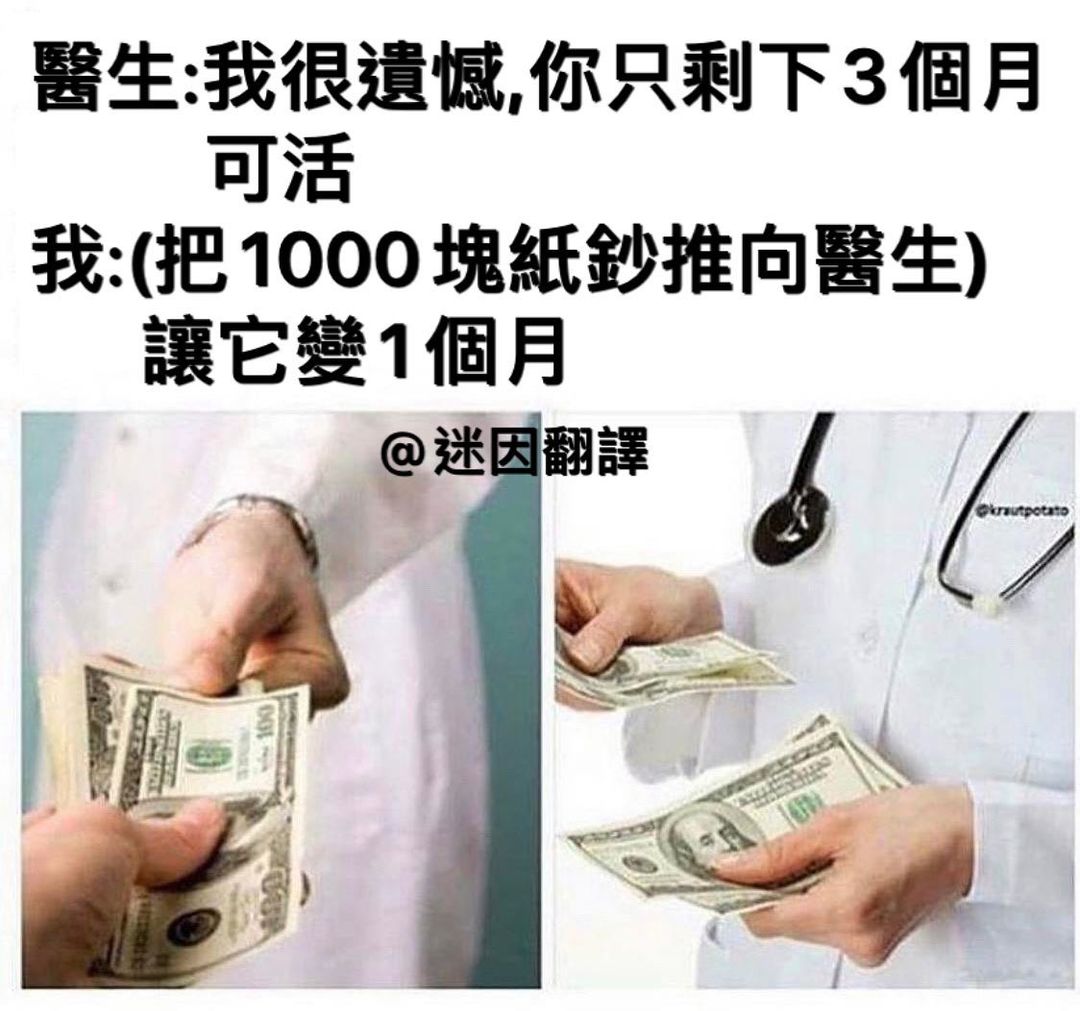 醫生:我很遺憾,你只剩下3個月
可活
我:(把1000塊紙鈔推向醫生)
讓它變1個月
@迷因翻譯
@krautpotato
100
100